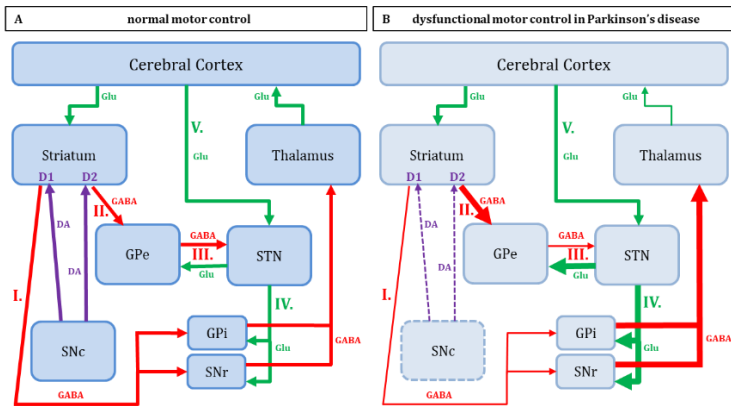 A normal motor control
Cerebral Cortex
Glu
Glu
V.
Glu
Striatum
Thalamus
D1 D2
GABA
II.
DA
GABA
GPe
III.
STN
Glu
DA
I.
IV.
SNc
GPi
Glu
GABA
SNr
GABA
B dysfunctional motor control in Parkinson's disease
Cerebral Cortex
Glu
Glu
V.
Glu
Striatum
Thalamus
D1 D2
GABA
II.
DA
GABA
GPe
III.
STN
Glu
DA
I.
IV.
SNc
GPi
GABA
Glu
SNr
GABA